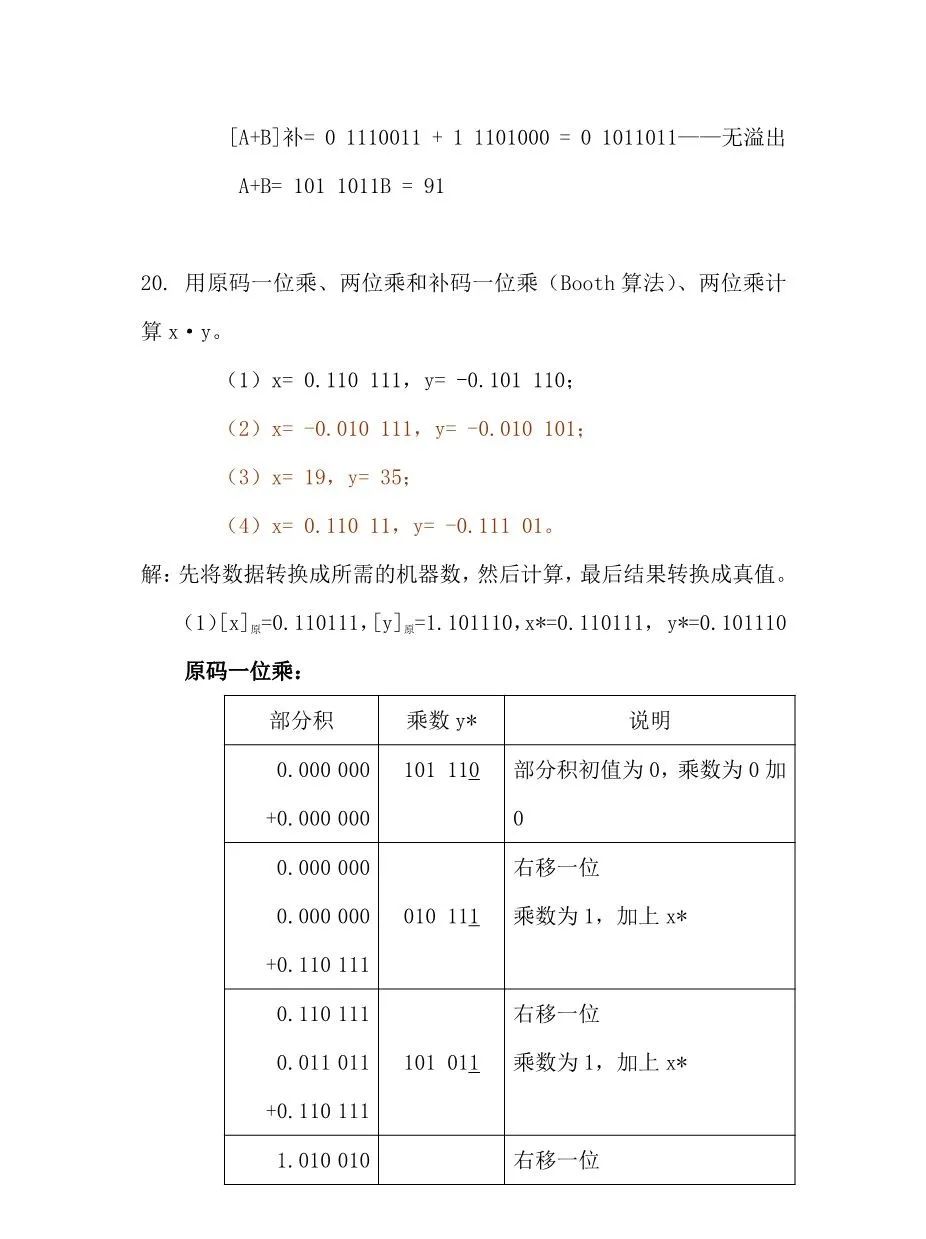 [A+B]补= 0 1110011 + 1 1101000 = 0 1011011——无溢出
A+B= 101 1011B = 91
20. 用原码一位乘、两位乘和补码一位乘（Booth 算法）、两位乘计
算 x·y。
（1）x= 0.110 111，y= -0.101 110；
（2）x= -0.010 111，y= -0.010 101；
（3）x= 19，y= 35；
（4）x= 0.110 11，y= -0.111 01。
解：先将数据转换成所需的机器数，然后计算，最后结果转换成真值。
（1）[x]原=0.110111，[y]原=1.101110，x*=0.110111，y*=0.101110
原码一位乘：
部分积 乘数 y* 说明
0.000 000 101 110 部分积初值为 0，乘数为 0 加
+0.000 000 0
0.000 000 右移一位
0.000 000 010 111 乘数为 1，加上 x*
+0.110 111
0.110 111 右移一位
0.011 011 101 011 乘数为 1，加上 x*
+0.110 111
1.010 010 右移一位